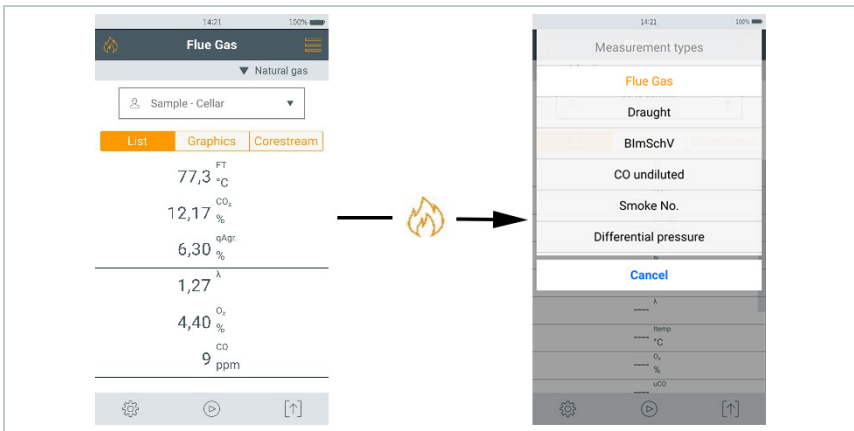 14:21 100%
Flue Gas
▼ Natural gas
Sample - Cellar ▼
List Graphics Corestream
FT
77,3 °C
CO₂
12,17 %
qAgr.
6,30 %
λ
1,27
O₂
4,40 %
CO
9 ppm
14:21 100%
Measurement types
Flue Gas
Draught
BImSchV
CO undiluted
Smoke No.
Differential pressure
Cancel
λ
----
Itemp
---- °C
O₂
---- %
uCO
----